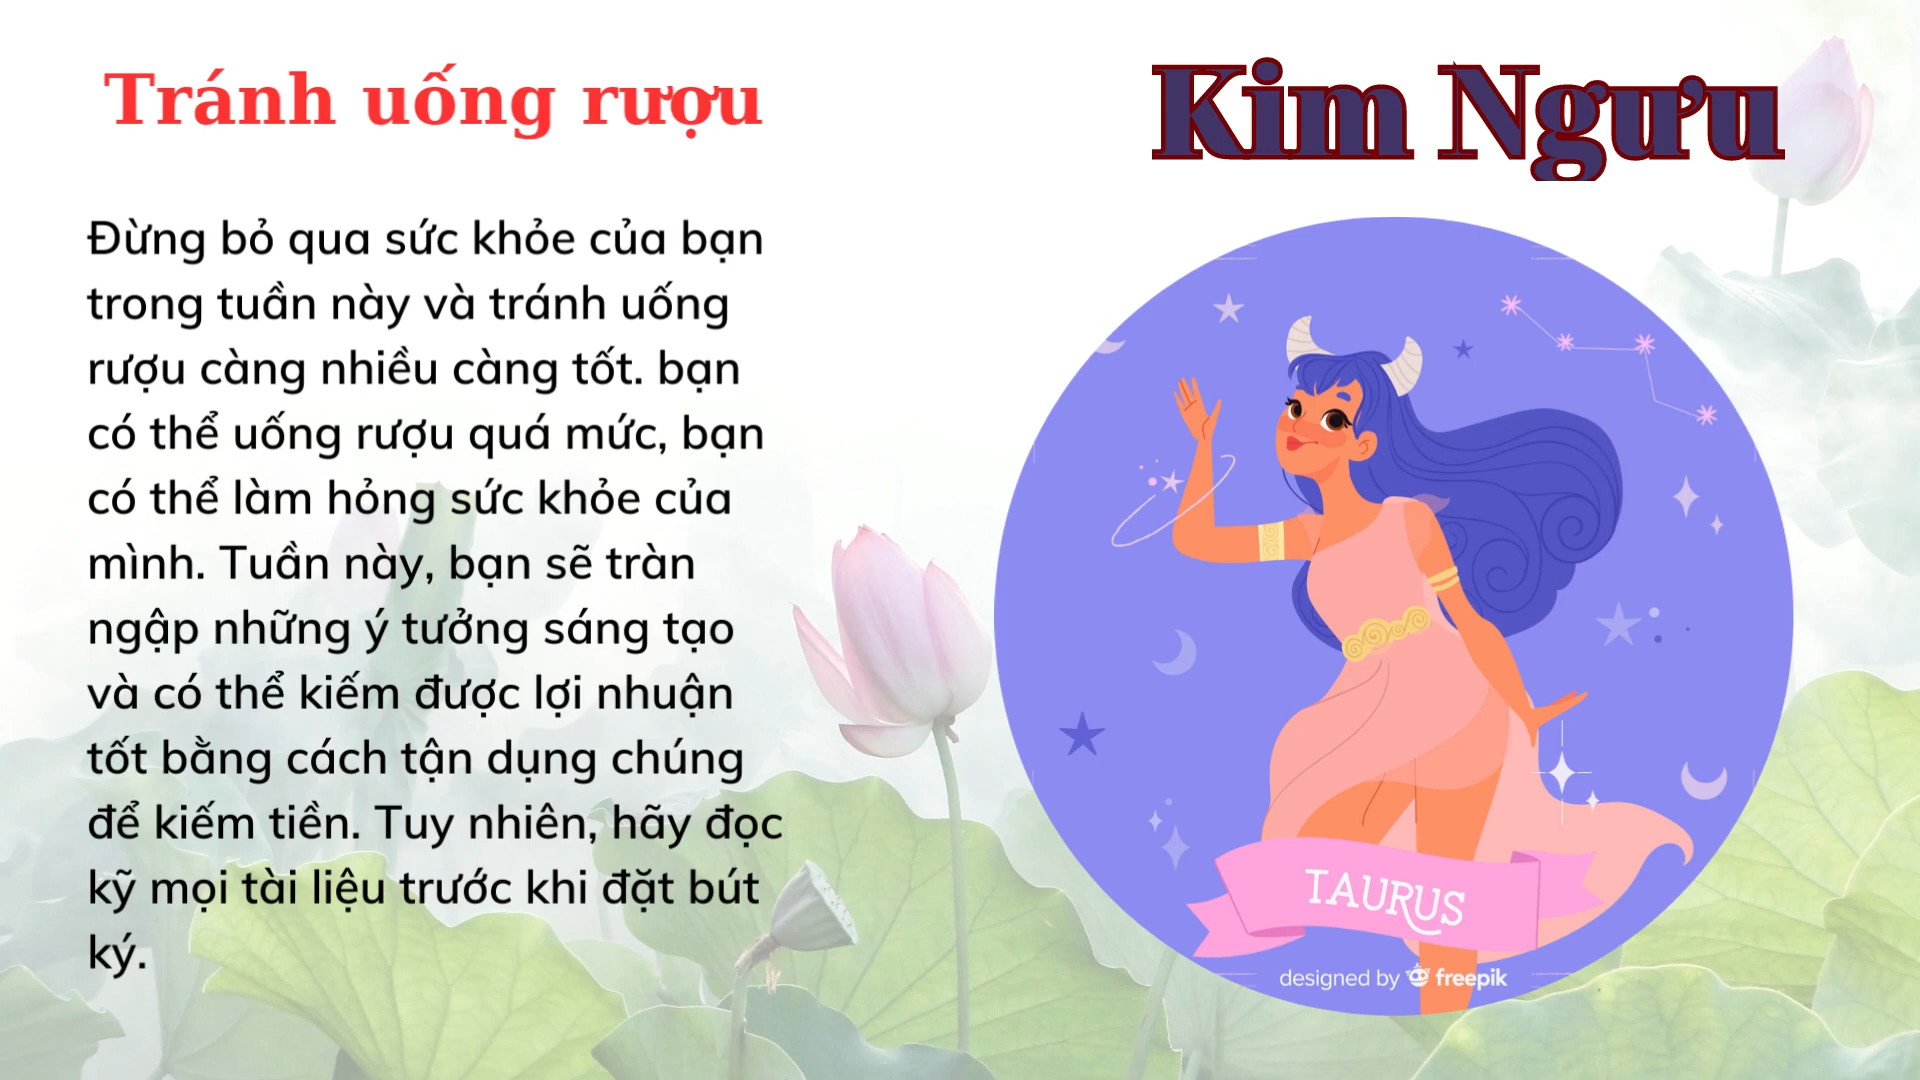 Tránh uống rượu
Kim Ngưu
Đừng bỏ qua sức khỏe của bạn
trong tuần này và tránh uống
rượu càng nhiều càng tốt. bạn
có thể uống rượu quá mức, bạn
có thể làm hỏng sức khỏe của
mình. Tuần này, bạn sẽ tràn
ngập những ý tưởng sáng tạo
và có thể kiếm được lợi nhuận
tốt bằng cách tận dụng chúng
để kiếm tiền. Tuy nhiên, hãy đọc
kỹ mọi tài liệu trước khi đặt bút
ký.
TAURUS
designed by freepik